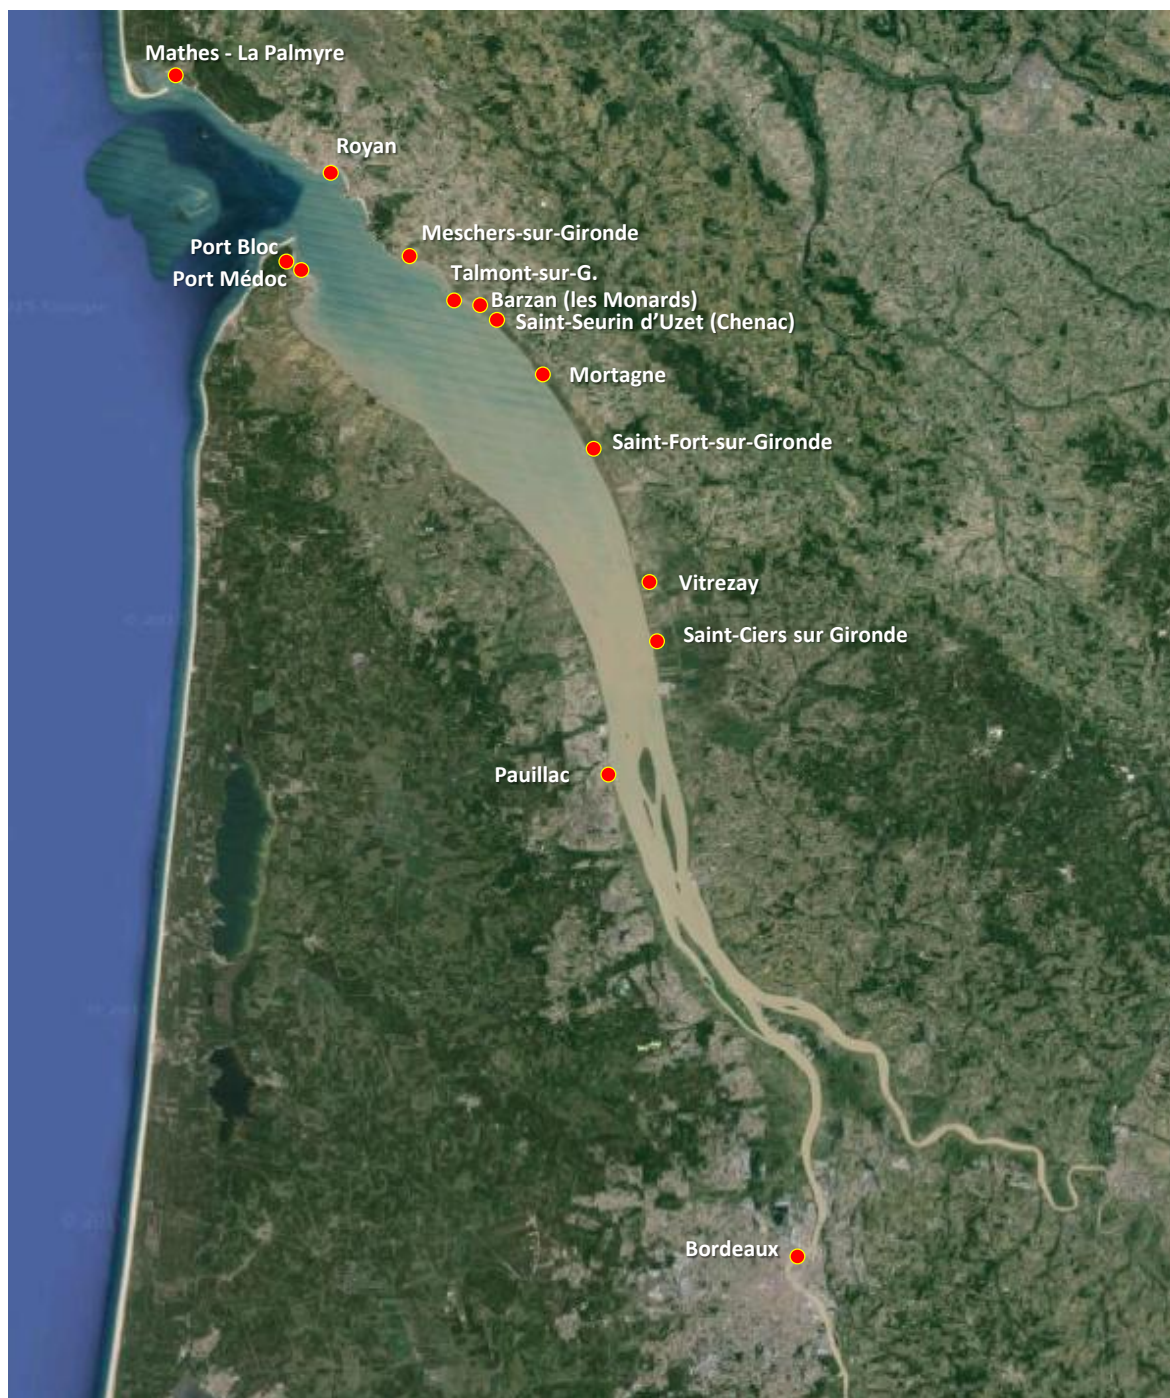 Mathes - La Palmyre
Royan
Meschers-sur-Gironde
Port Bloc
Talmont-sur-G.
Port Médoc
Barzan (les Monards)
Saint-Seurin d’Uzet (Chenac)
Mortagne
Saint-Fort-sur-Gironde
Vitrezay
Saint-Ciers sur Gironde
Pauillac
Bordeaux